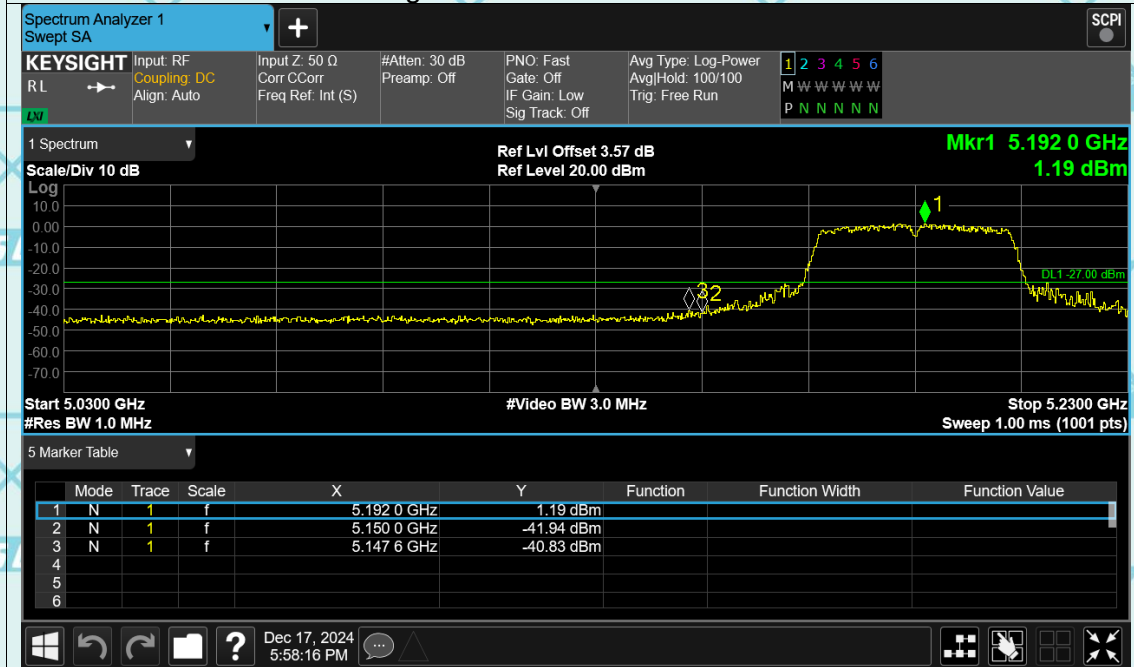 Spectrum Analyzer 1
Swept SA
+
SCPI
KEYSIGHT
RL
LXI
Input: RF
Coupling: DC
Align: Auto
Input Z: 50 Ω
Corr CCorr
Freq Ref: Int (S)
#Atten: 30 dB
Preamp: Off
PNO: Fast
Gate: Off
IF Gain: Low
Sig Track: Off
Avg Type: Log-Power
Avg|Hold: 100/100
Trig: Free Run
1 2 3 4 5 6
M W W W W W
P N N N N N
1 Spectrum
Scale/Div 10 dB
Ref Lvl Offset 3.57 dB
Ref Level 20.00 dBm
Mkr1 5.192 0 GHz
1.19 dBm
Log
10.0
0.00
-10.0
-20.0
-30.0
-40.0
-50.0
-60.0
-70.0
1
32
DL1 -27.00 dBm
Start 5.0300 GHz
#Video BW 3.0 MHz
Stop 5.2300 GHz
#Res BW 1.0 MHz
Sweep 1.00 ms (1001 pts)
5 Marker Table
Mode Trace Scale X Y Function Function Width Function Value
1 N 1 f 5.192 0 GHz 1.19 dBm
2 N 1 f 5.150 0 GHz -41.94 dBm
3 N 1 f 5.147 6 GHz -40.83 dBm
4
5
6
?
Dec 17, 2024
5:58:16 PM